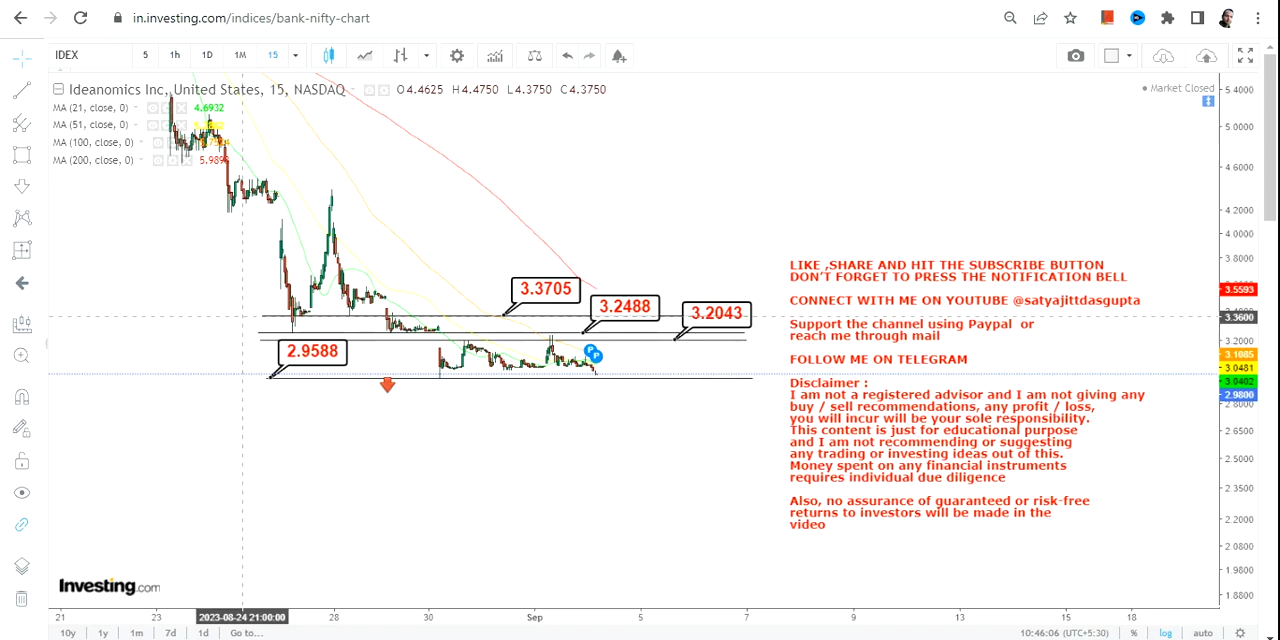 in.investing.com/indices/bank-nifty-chart
IDEX 5 1h 1D 1M 15
Ideanomics Inc., United States, 15, NASDAQ O4.4625 H4.4750 L4.3750 C4.3750
Market Closed
MA (21, close, 0) 4.6932
MA (51, close, 0)
MA (100, close, 0)
MA (200, close, 0)
5.4000
5.0000
4.6000
4.2000
4.0000
3.8000
3.5593
3.3600
3.2000
3.1085
3.0481
3.0402
2.9800
2.8000
2.6500
2.5000
2.3500
2.2000
2.0800
1.9800
1.8800
3.3705
3.2488
3.2043
2.9588
P
P
LIKE ,SHARE AND HIT THE SUBSCRIBE BUTTON
DON'T FORGET TO PRESS THE NOTIFICATION BELL
CONNECT WITH ME ON YOUTUBE @satyajittdasgupta
Support the channel using Paypal or
reach me through mail
FOLLOW ME ON TELEGRAM
Disclaimer :
I am not a registered advisor and I am not giving any
buy / sell recommendations, any profit / loss,
you will incur will be your sole responsibility.
This content is just for educational purpose
and I am not recommending or suggesting
any trading or investing ideas out of this.
Money spent on any financial instruments
requires individual due diligence
Also, no assurance of guaranteed or risk-free
returns to investors will be made in the
video
Investing.com
21 23 2023-08-24 21:00:00 28 30 Sep 5 7 9 13 15 18
10y 1y 1m 7d 1d Go to... 10:46:06 (UTC+5:30) % log auto